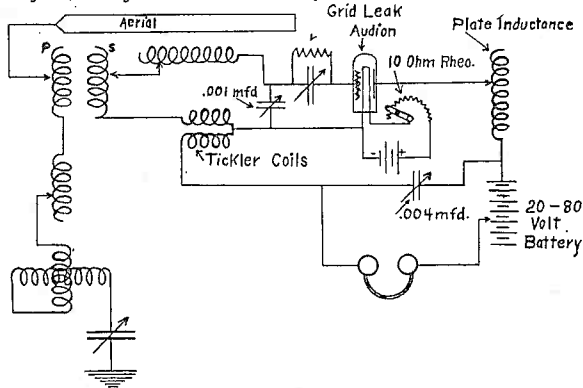 Aerial
P
S
Grid Leak
Audion
Plate Inductance
10 Ohm Rheo.
.001 mfd
Tickler Coils
- +
.004 mfd.
20-80
Volt
Battery